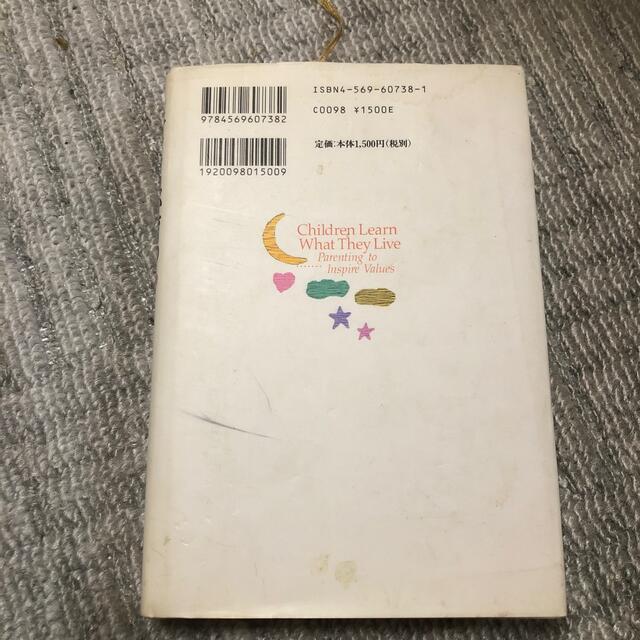 ISBN4-569-60738-1
C0098 ¥1500E
9784569607382
定価:本体1,500円(税別)
1920098015009
Children Learn
What They Live
Parenting to
Inspire Values